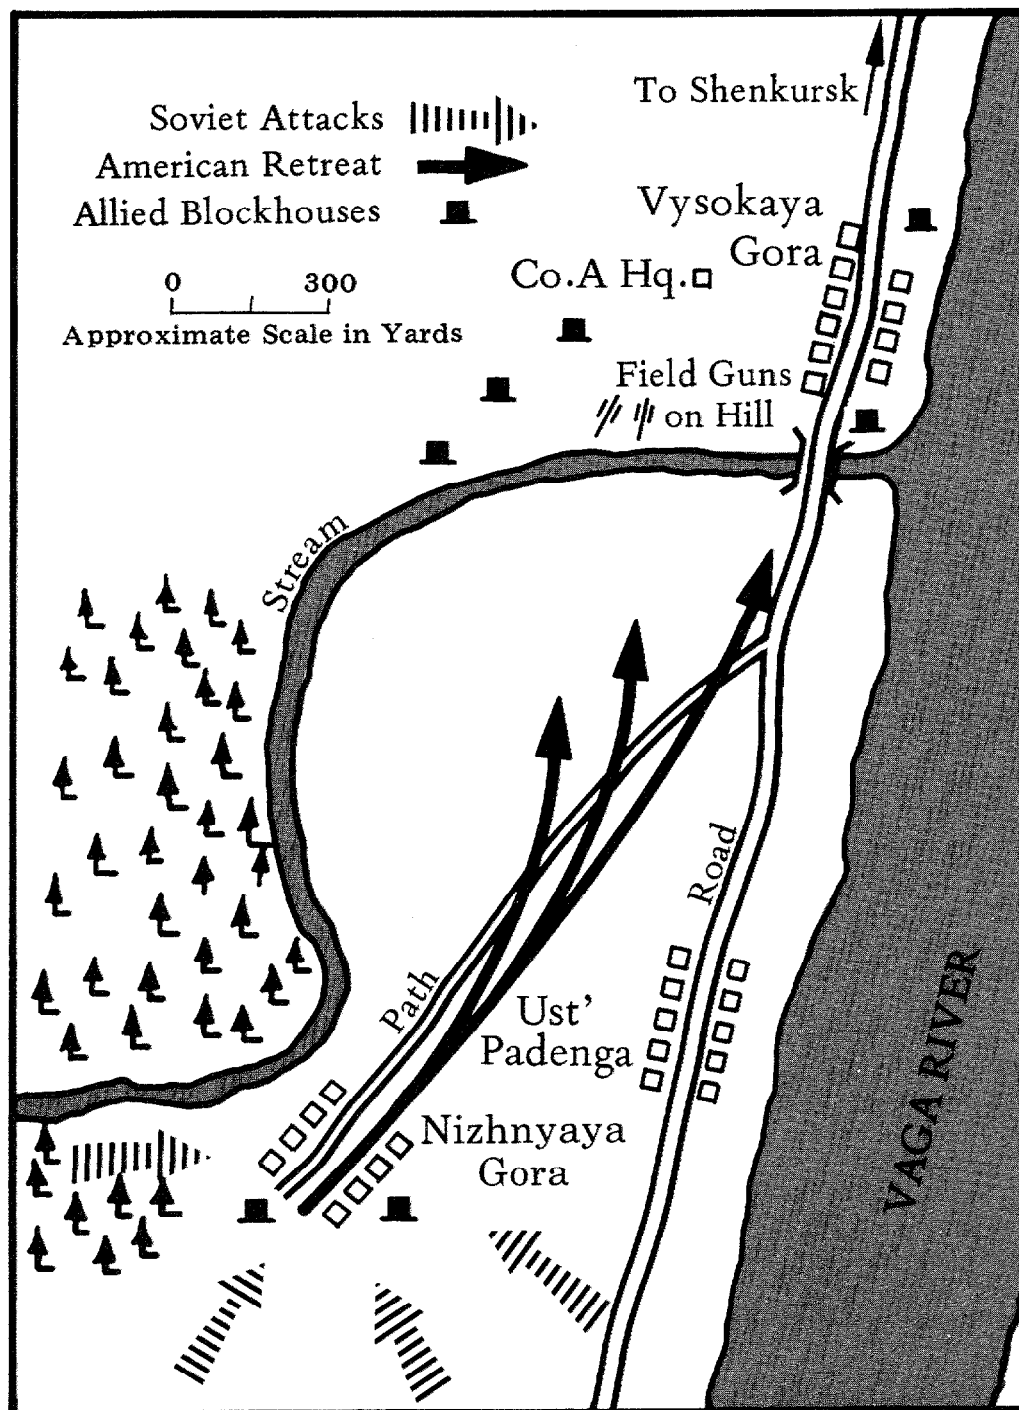 To Shenkursk
Soviet Attacks
American Retreat
Allied Blockhouses
0 300
Approximate Scale in Yards
Vysokaya
Gora
Co.A Hq.
Field Guns
on Hill
Stream
Road
Path
Ust’
Padenga
VAGA RIVER
Nizhnyaya
Gora